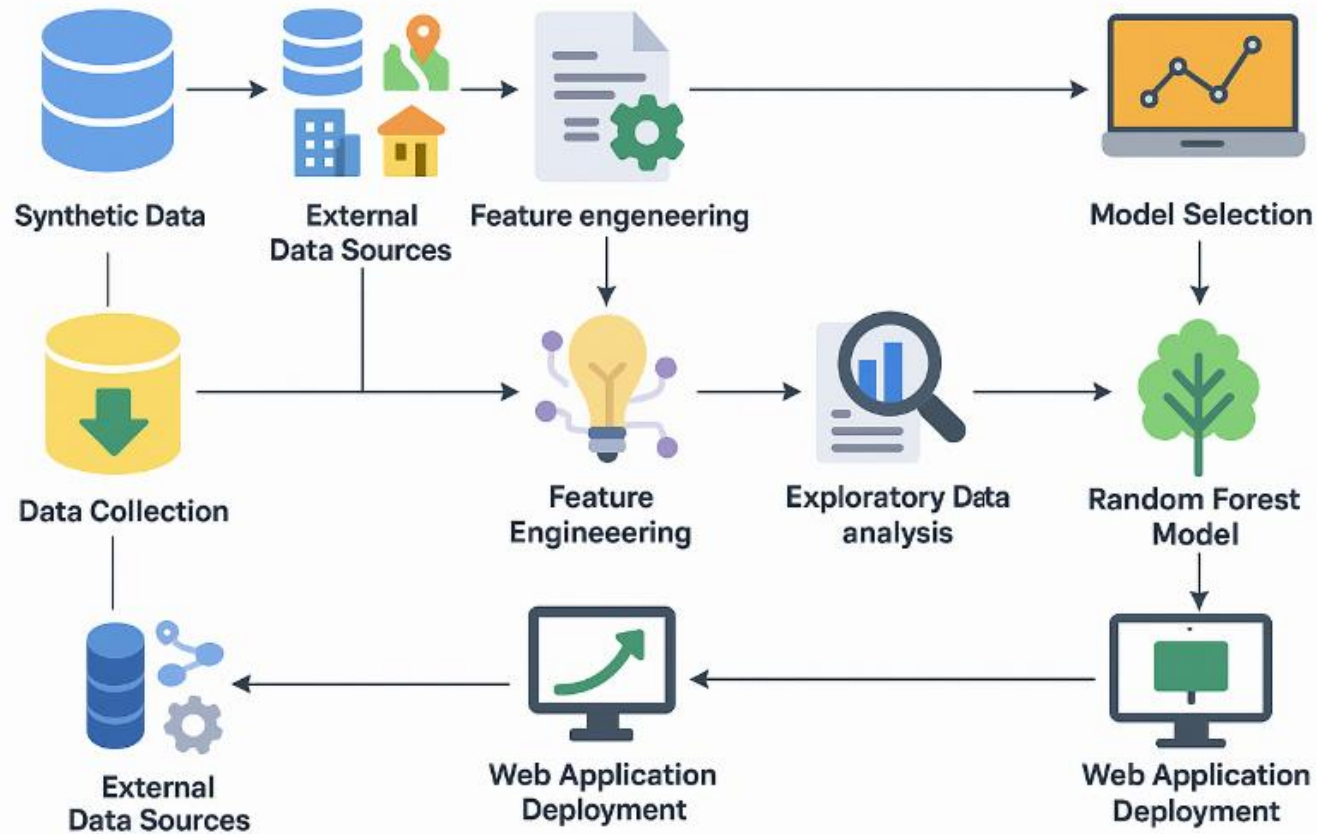 Synthetic Data
External
Data Sources
Feature engeneering
Model Selection
Data Collection
Feature
Engineeering
Exploratory Data
analysis
Random Forest
Model
External
Data Sources
Web Application
Deployment
Web Application
Deployment